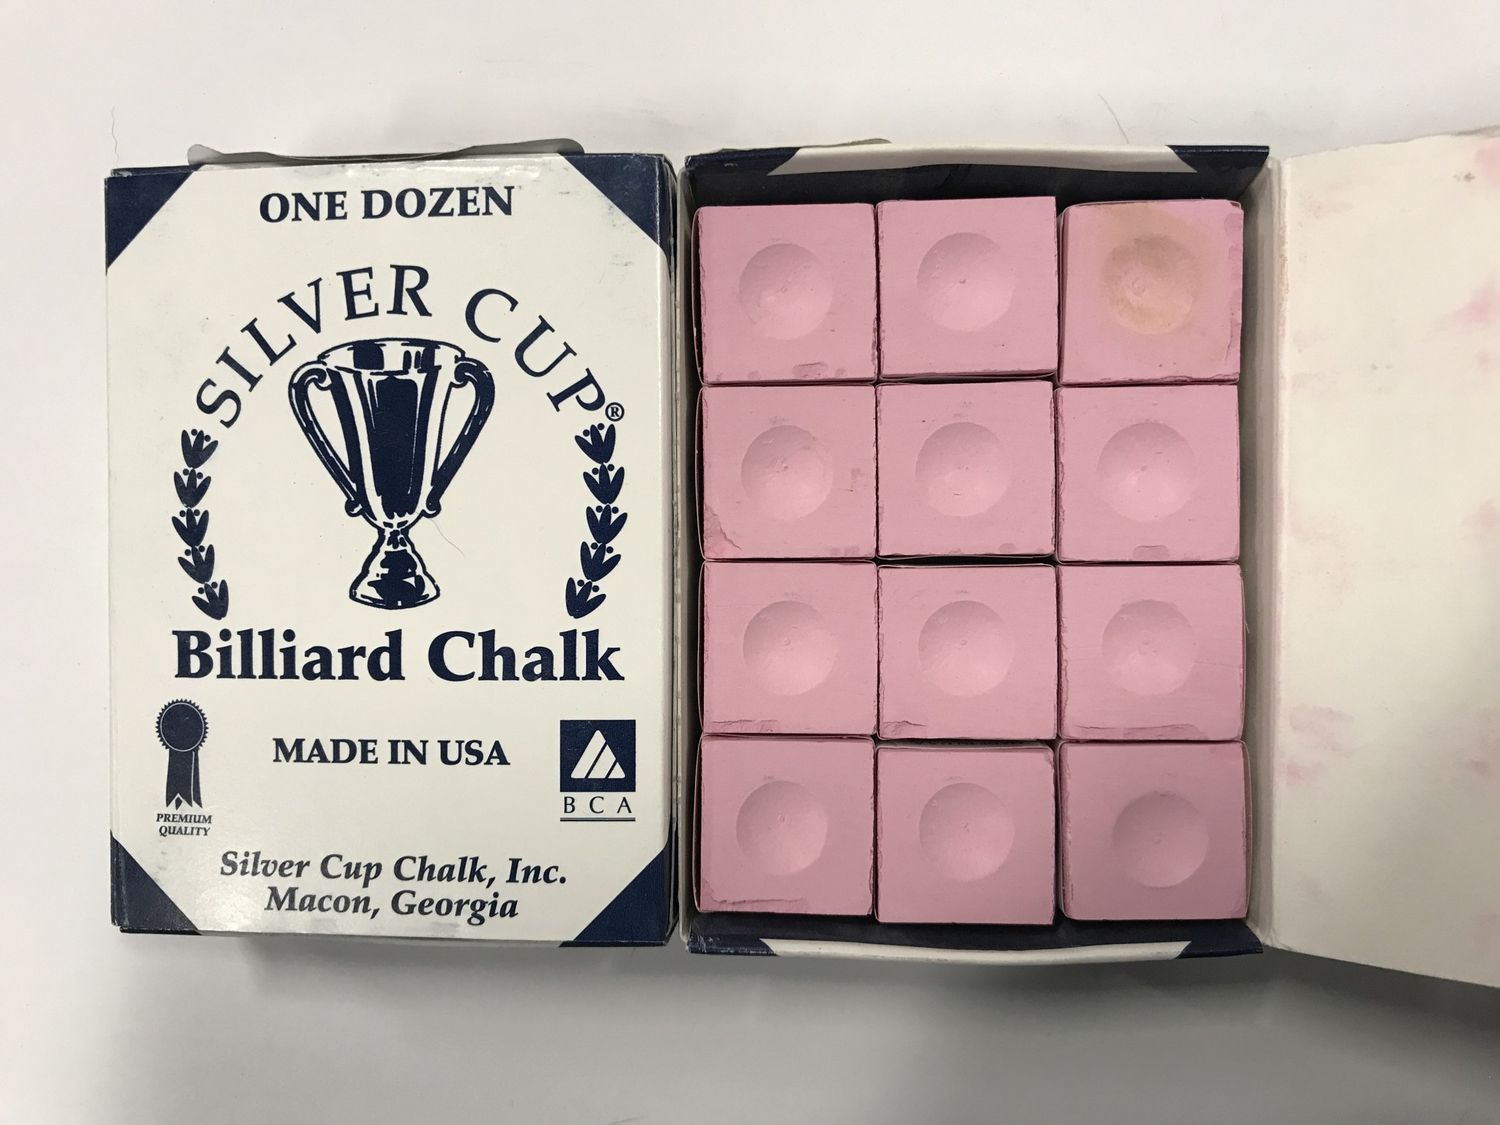 ONE DOZEN
SILVER CUP®
Billiard Chalk
MADE IN USA
BCA
PREMIUM
QUALITY
Silver Cup Chalk, Inc.
Macon, Georgia